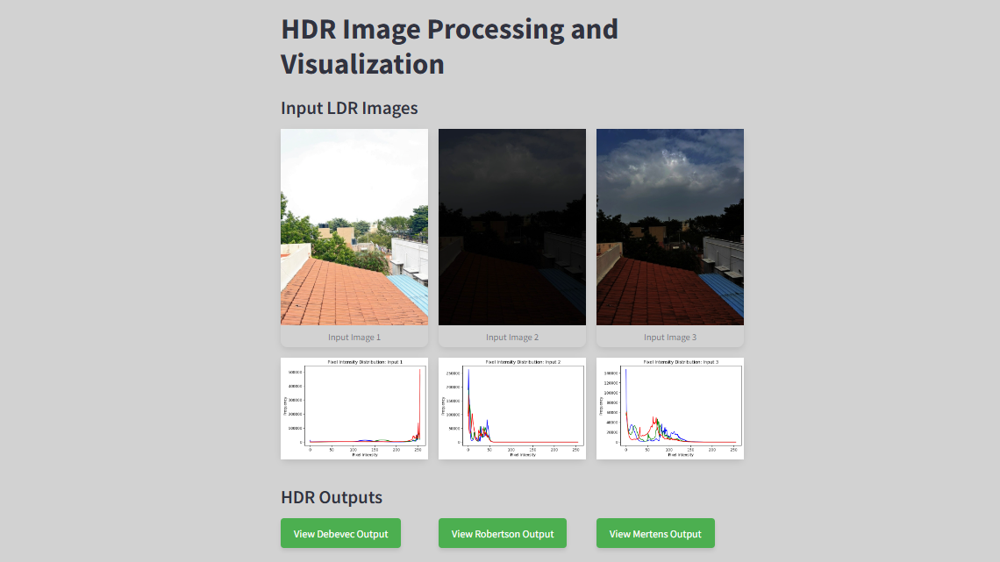 HDR Image Processing and
Visualization
Input LDR Images
Input Image 1
Input Image 2
Input Image 3
Pixel Intensity Distribution: Input 1
Frequency
500000
400000
300000
200000
100000
0
0 50 100 150 200 250
Pixel Intensity
Pixel Intensity Distribution: Input 2
Frequency
250000
200000
150000
100000
50000
0
0 50 100 150 200 250
Pixel Intensity
Pixel Intensity Distribution: Input 3
Frequency
140000
120000
100000
80000
60000
40000
20000
0
0 50 100 150 200 250
Pixel Intensity
HDR Outputs
View Debevec Output
View Robertson Output
View Mertens Output